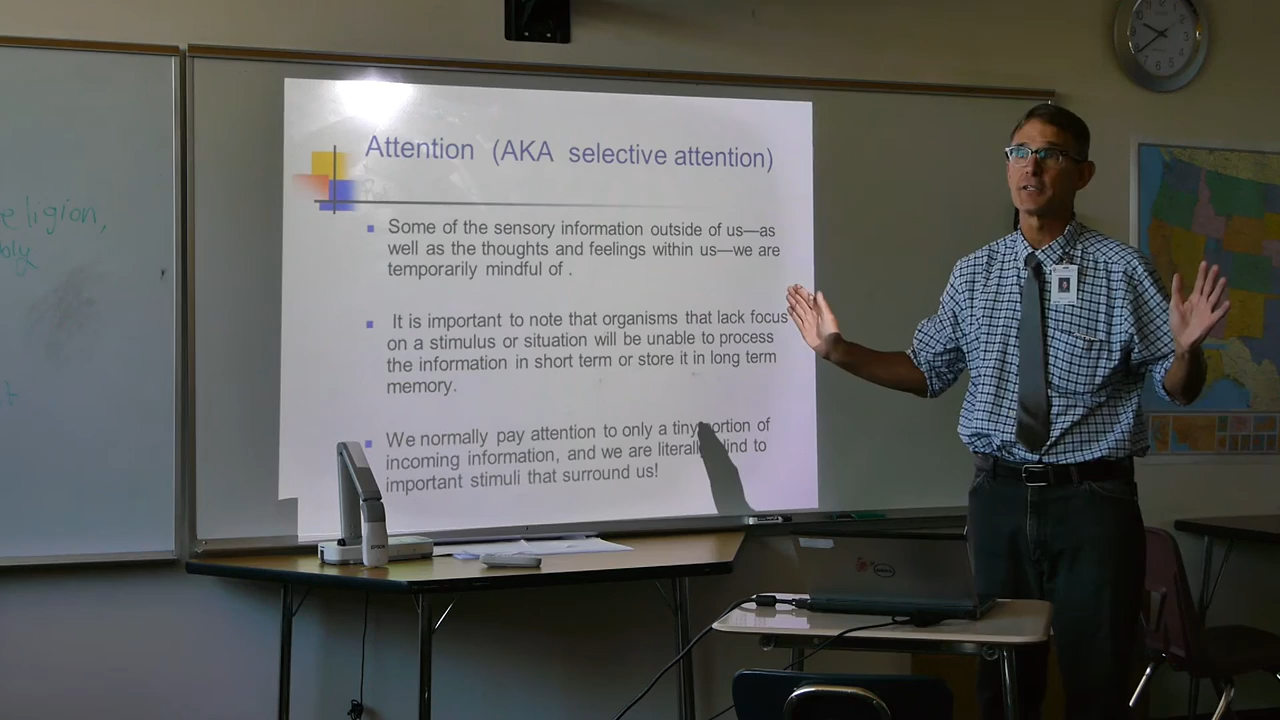 eligion,
bly
Attention (AKA selective attention)
Some of the sensory information outside of us—as
well as the thoughts and feelings within us—we are
temporarily mindful of .
It is important to note that organisms that lack focus
on a stimulus or situation will be unable to process
the information in short term or store it in long term
memory.
We normally pay attention to only a tiny portion of
incoming information, and we are literally blind to
important stimuli that surround us!
EPSON